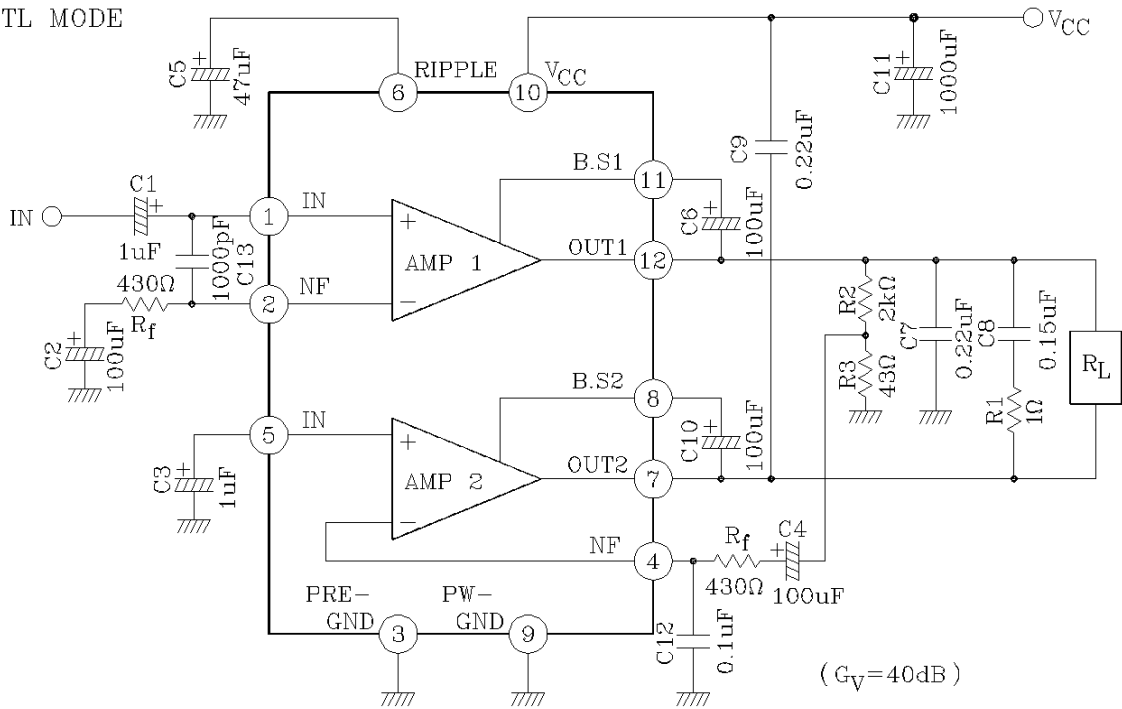 TL MODE
VCC
C5
47uF
RIPPLE
VCC
6
10
C11
1000uF
C9
0.22uF
B.S1
11
C6
100uF
C1
IN
1
IN
1uF
1000pF
C13
AMP 1
OUT1
12
430Ω
Rf
2
NF
C2
100uF
R2
2kΩ
R3
43Ω
C7
0.22uF
C8
0.15uF
R1
1Ω
RL
B.S2
8
C10
100uF
5
IN
C3
1uF
AMP 2
OUT2
7
NF
4
Rf
430Ω
C4
100uF
C12
0.1uF
PRE-
GND
3
PW-
GND
9
(GV=40dB)